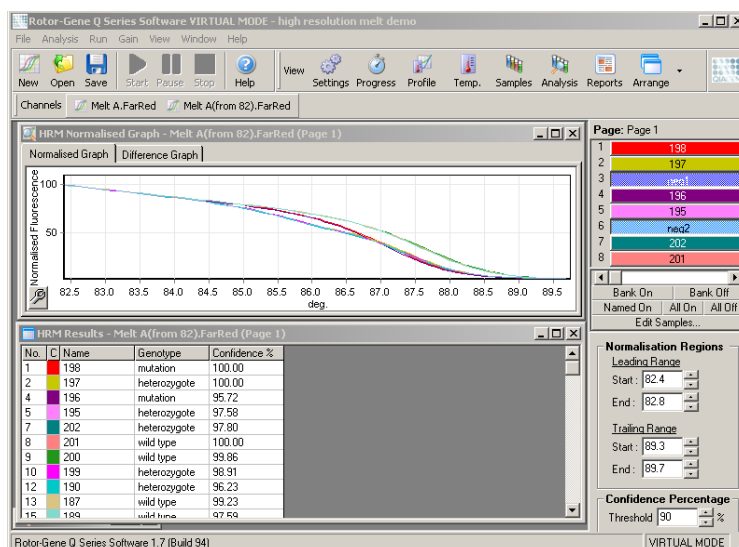 Rotor-Gene Q Series Software VIRTUAL MODE - high resolution melt demo
File Analysis Run Gain View Window Help
New Open Save Start Pause Stop Help View Settings Progress Profile Temp. Samples Analysis Reports Arrange
Channels Melt A.FarRed Melt A(from 82).FarRed
HRM Normalised Graph - Melt A(from 82).FarRed (Page 1)
Normalised Graph Difference Graph
Normalised Fluorescence
100
50
82.5 83.0 83.5 84.0 84.5 85.0 85.5 86.0 86.5 87.0 87.5 88.0 88.5 89.0 89.5
deg.
HRM Results - Melt A(from 82).FarRed (Page 1)
No. C Name Genotype Confidence %
1 198 mutation 100.00
2 197 heterozygote 100.00
4 196 mutation 95.72
5 195 heterozygote 97.58
7 202 heterozygote 97.80
8 201 wild type 100.00
9 200 wild type 99.86
10 199 heterozygote 98.91
12 190 heterozygote 96.23
13 187 wild type 99.23
15 189 wild type 97.59
Page: Page 1
1 198
2 197
3 neg1
4 196
5 195
6 neg2
7 202
8 201
Bank On Bank Off
Named On All On All Off
Edit Samples...
Normalisation Regions
Leading Range
Start : 82.4
End : 82.8
Trailing Range
Start : 89.3
End : 89.7
Confidence Percentage
Threshold 90 %
Rotor-Gene Q Series Software 1.7 (Build 94) VIRTUAL MODE